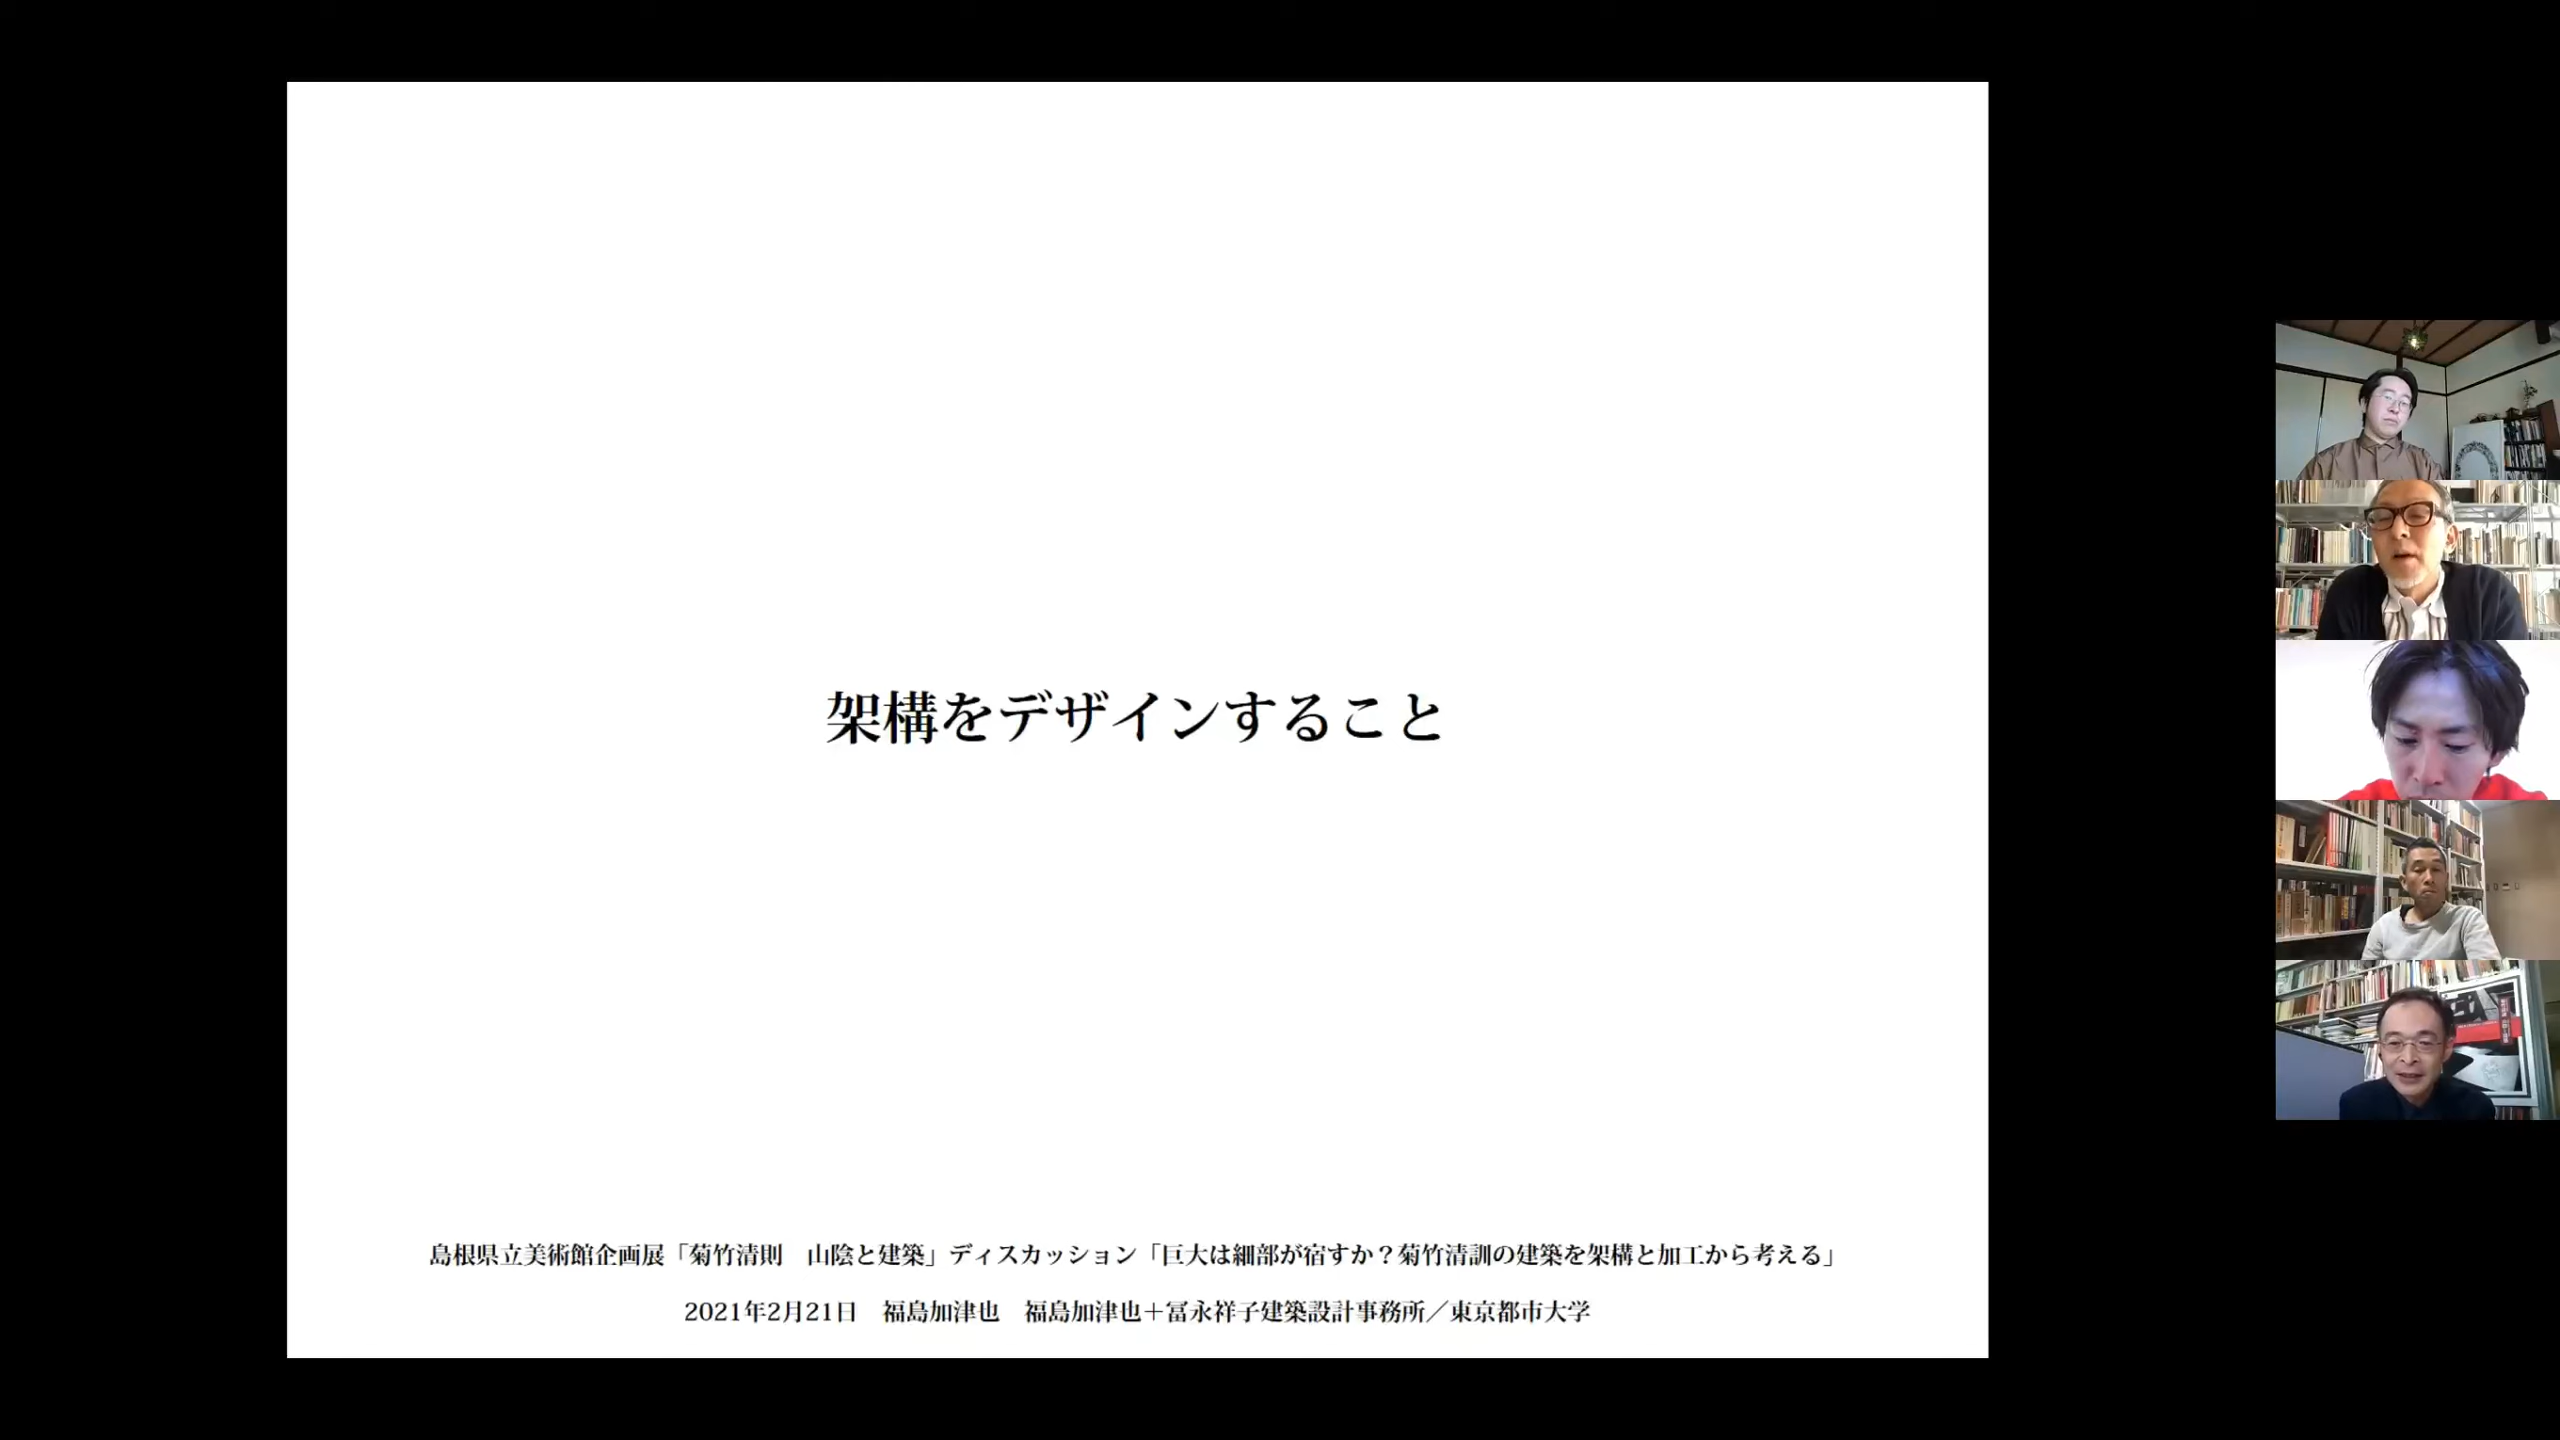 架構をデザインすること
島根県立美術館企画展「菊竹清則　山陰と建築」ディスカッション「巨大は細部が宿すか？菊竹清訓の建築を架構と加工から考える」
2021年2月21日　福島加津也　福島加津也＋冨永祥子建築設計事務所／東京都市大学